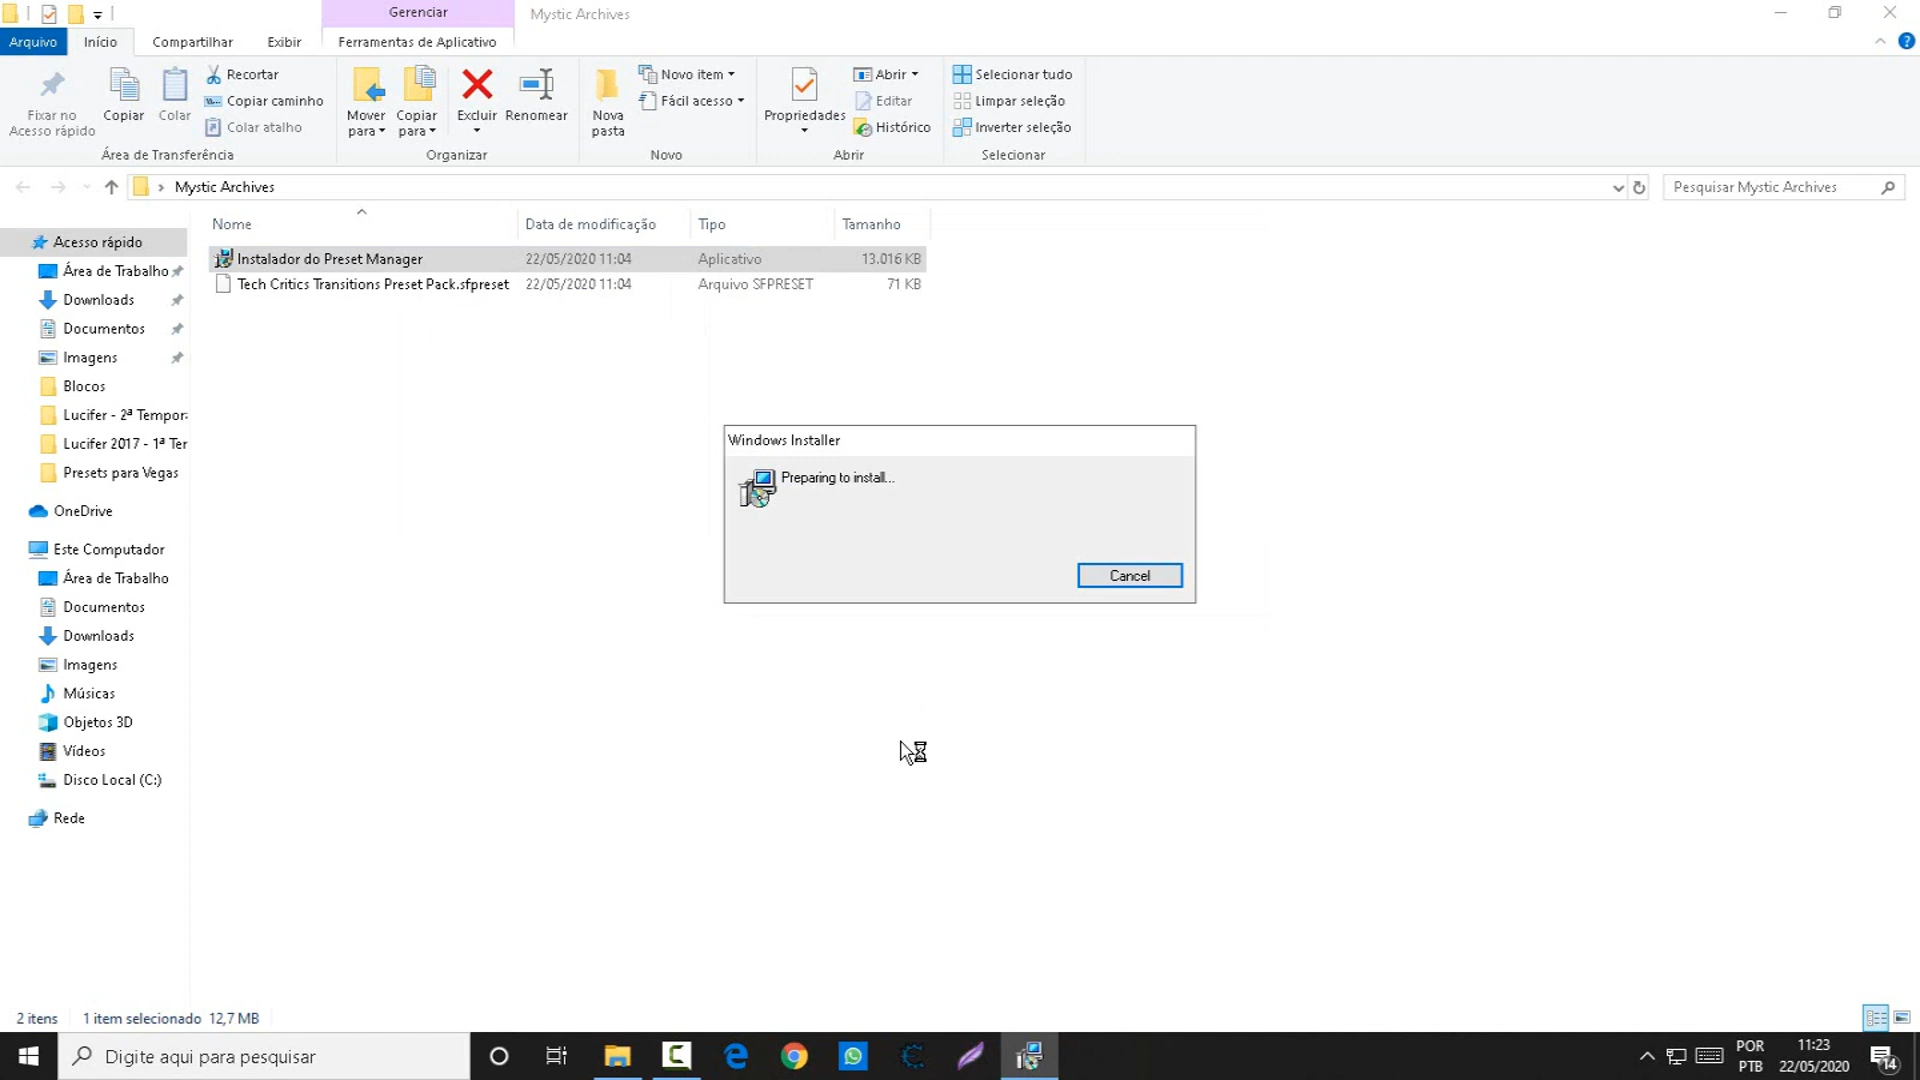 Gerenciar
Mystic Archives
Arquivo
Início
Compartilhar
Exibir
Ferramentas de Aplicativo
Fixar no
Acesso rápido
Copiar
Colar
Recortar
Copiar caminho
Colar atalho
Área de Transferência
Mover
para
Copiar
para
Excluir
Renomear
Organizar
Nova
pasta
Novo item
Fácil acesso
Novo
Propriedades
Abrir
Editar
Histórico
Abrir
Selecionar tudo
Limpar seleção
Inverter seleção
Selecionar
Mystic Archives
Pesquisar Mystic Archives
Nome
Data de modificação
Tipo
Tamanho
Instalador do Preset Manager
22/05/2020 11:04
Aplicativo
13.016 KB
Tech Critics Transitions Preset Pack.sfpreset
22/05/2020 11:04
Arquivo SFPRESET
71 KB
Acesso rápido
Área de Trabalho
Downloads
Documentos
Imagens
Blocos
Lucifer - 2ª Tempor
Lucifer 2017 - 1ª Ter
Presets para Vegas
OneDrive
Este Computador
Área de Trabalho
Documentos
Downloads
Imagens
Músicas
Objetos 3D
Vídeos
Disco Local (C:)
Rede
Windows Installer
Preparing to install...
Cancel
2 itens
1 item selecionado 12,7 MB
Digite aqui para pesquisar
POR
PTB
11:23
22/05/2020
14